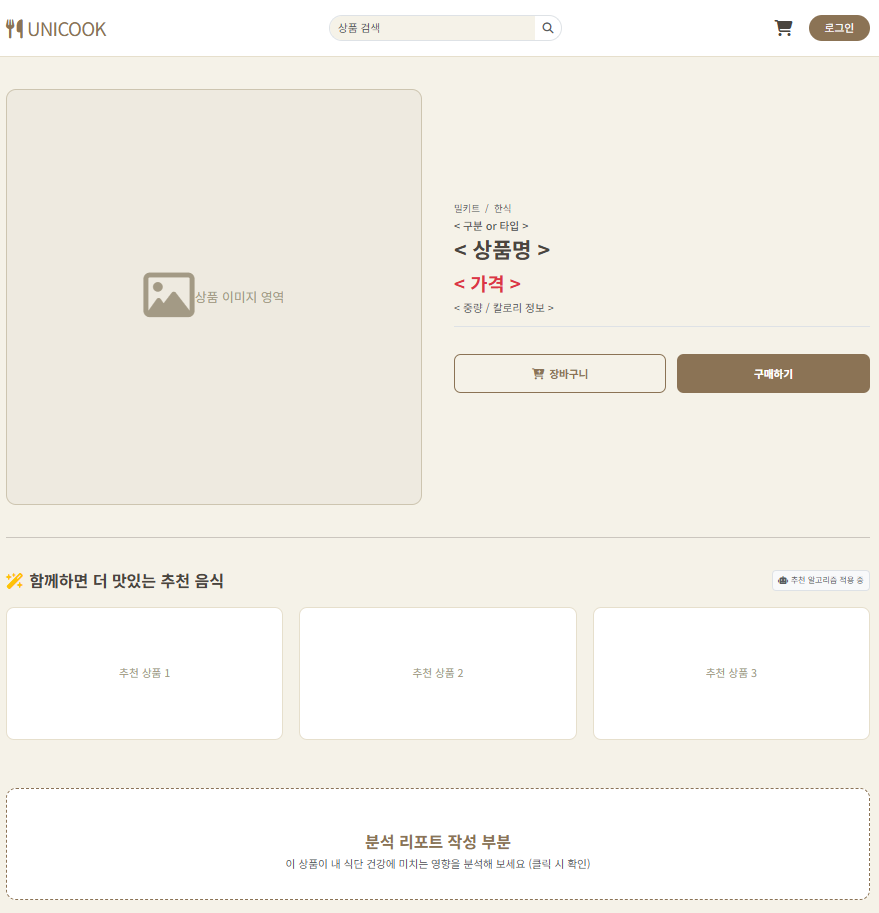 UNICOOK
상품 검색
로그인
상품 이미지 영역
밀키트 / 한식
< 구분 or 타입 >
< 상품명 >
< 가격 >
< 중량 / 칼로리 정보 >
장바구니
구매하기
함께하면 더 맛있는 추천 음식
추천 알고리즘 적용 중
추천 상품 1
추천 상품 2
추천 상품 3
분석 리포트 작성 부분
이 상품이 내 식단 건강에 미치는 영향을 분석해 보세요 (클릭 시 확인)